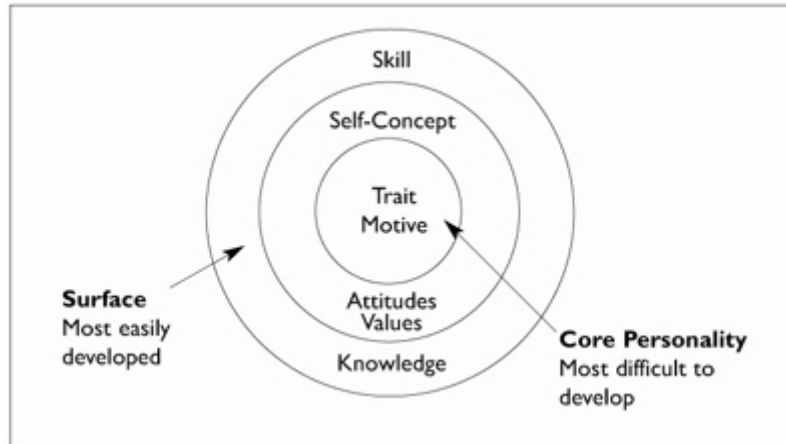 Skill
Self-Concept
Trait
Motive
Surface
Most easily
developed
Attitudes
Values
Knowledge
Core Personality
Most difficult to
develop